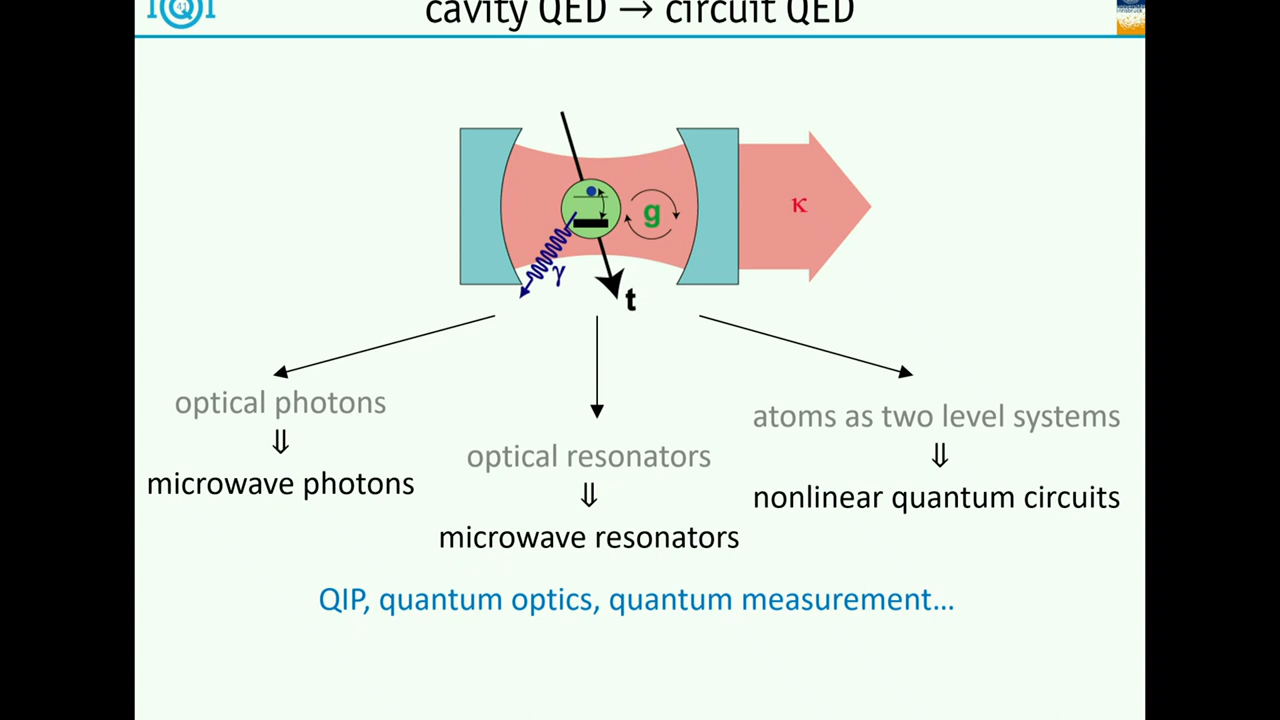 cavity QED → circuit QED
IQI
κ
g
γ
t
optical photons
⇓
microwave photons
optical resonators
⇓
microwave resonators
atoms as two level systems
⇓
nonlinear quantum circuits
QIP, quantum optics, quantum measurement…